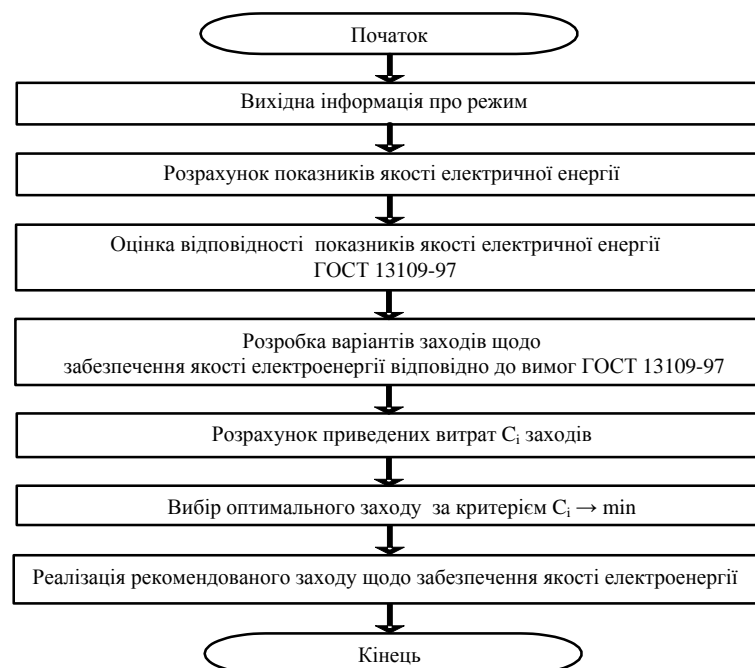 Початок
Вихідна інформація про режим
Розрахунок показників якості електричної енергії
Оцінка відповідності показників якості електричної енергії
ГОСТ 13109-97
Розробка варіантів заходів щодо
забезпечення якості електроенергії відповідно до вимог ГОСТ 13109-97
Розрахунок приведених витрат Cᵢ заходів
Вибір оптимального заходу за критерієм Cᵢ → min
Реалізація рекомендованого заходу щодо забезпечення якості електроенергії
Кінець